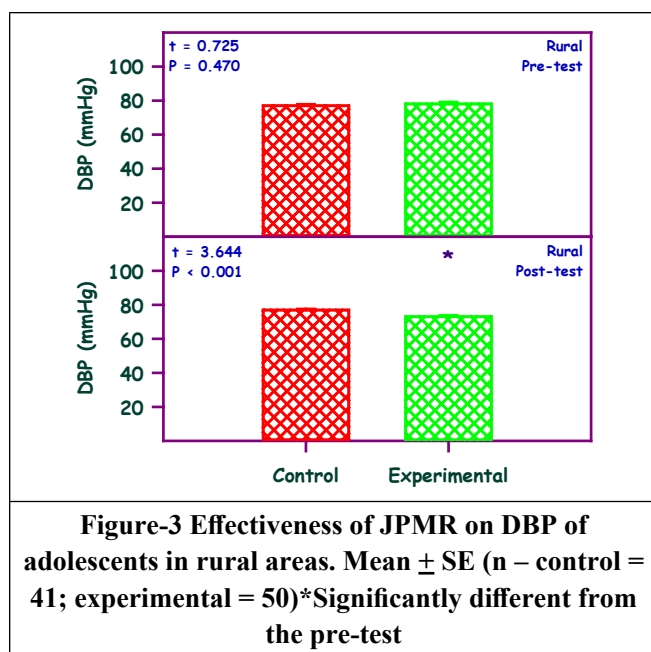 t = 0.725
P = 0.470
Rural
Pre-test
DBP (mmHg)
100
80
60
40
20
t = 3.644
P < 0.001
*
Rural
Post-test
DBP (mmHg)
100
80
60
40
20
Control Experimental
Figure-3 Effectiveness of JPMR on DBP of
adolescents in rural areas. Mean ± SE (n – control =
41; experimental = 50)*Significantly different from
the pre-test